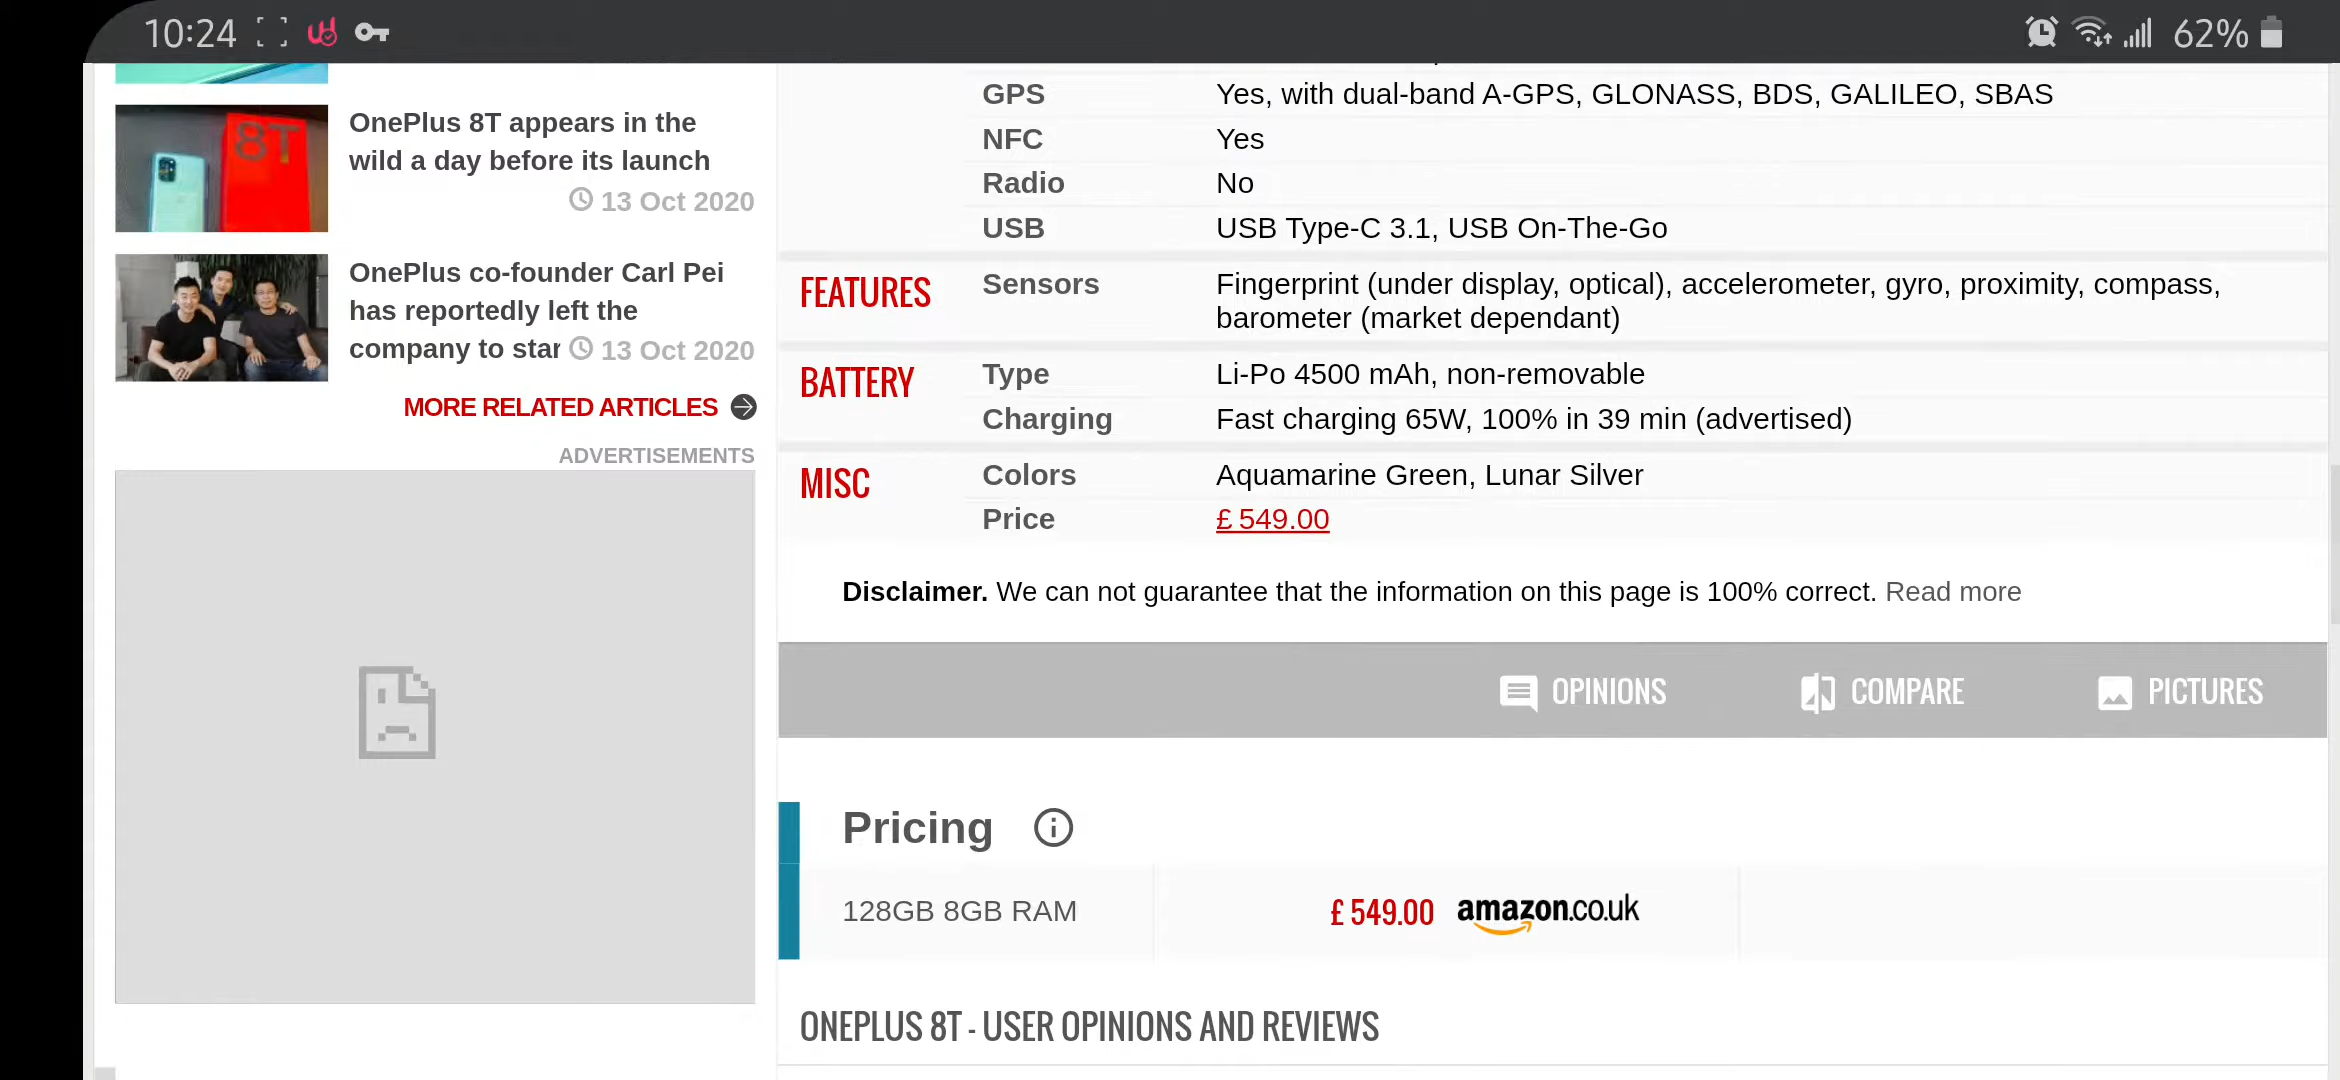 10:24
62%
OnePlus 8T appears in the
wild a day before its launch
13 Oct 2020
OnePlus co-founder Carl Pei
has reportedly left the
company to star
13 Oct 2020
MORE RELATED ARTICLES
ADVERTISEMENTS
GPS Yes, with dual-band A-GPS, GLONASS, BDS, GALILEO, SBAS
NFC Yes
Radio No
USB USB Type-C 3.1, USB On-The-Go
FEATURES Sensors Fingerprint (under display, optical), accelerometer, gyro, proximity, compass,
barometer (market dependant)
BATTERY Type Li-Po 4500 mAh, non-removable
Charging Fast charging 65W, 100% in 39 min (advertised)
MISC Colors Aquamarine Green, Lunar Silver
Price £ 549.00
Disclaimer. We can not guarantee that the information on this page is 100% correct. Read more
OPINIONS COMPARE PICTURES
Pricing
128GB 8GB RAM £ 549.00 amazon.co.uk
ONEPLUS 8T - USER OPINIONS AND REVIEWS
8T